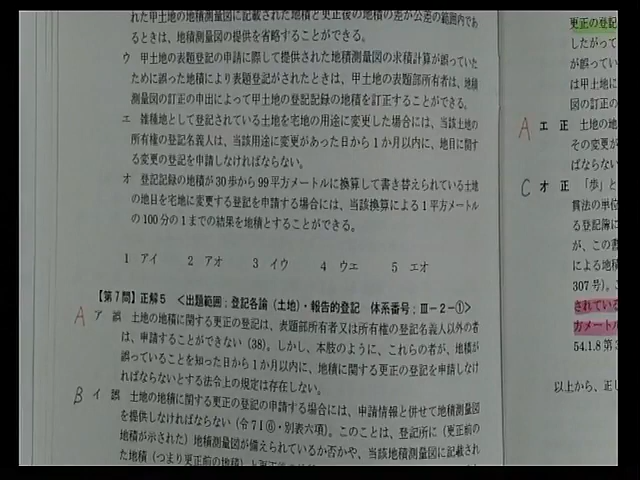 れた甲土地の地積測量図に記載された地積と更正後の地積の差が公差の範囲内であ
るときは、地積測量図の提供を省略することができる。
ウ 甲土地の表題登記の申請に際して提供された地積測量図の求積計算が誤っていた
ために誤った地積により表題登記がされたときは、甲土地の表題部所有者は、地積
測量図の訂正の申出によって甲土地の登記記録の地積を訂正することができる。
エ 雑種地として登記されている土地を宅地の用途に変更した場合には、当該土地の
所有権の登記名義人は、当該用途に変更があった日から1か月以内に、地目に関す
る変更の登記を申請しなければならない。
オ 登記記録の地積が30歩から99平方メートルに換算して書き替えられている土地
の地目を宅地に変更する登記を申請する場合には、当該換算による1平方メートル
の100分の1までの結果を地積とすることができる。
1 アイ 2 アオ 3 イウ 4 ウエ 5 エオ
【第7問】正解5 <出題範囲:登記各論(土地)・報告的登記 体系番号:Ⅲ-2-①>
A ア 誤 土地の地積に関する更正の登記は、表題部所有者又は所有権の登記名義人以外の者
は、申請することができない(38)。しかし、本肢のように、これらの者が、地積が
誤っていることを知った日から1か月以内に、地積に関する更正の登記を申請しなけ
ればならないとする法令上の規定は存在しない。
B イ 誤 土地の地積に関する更正の登記の申請する場合には、申請情報と併せて地積測量図
を提供しなければならない(令7Ⅰ⑥・別表六項)。このことは、登記所に(更正前の
地積が示された)地積測量図が備えられているか否かや、当該地積測量図に記載され
た地積(つまり更正前の地積)と
更正の登記
したがって
が誤ってい
は甲土地に
図の訂正の
A エ 正 土地の地
その変更が
ばならない
C オ 正 「歩」と
貫法の単位
る登記簿に
が、この書
による地積
307号)。こ
されている
方メートル
54.1.8第3
以上から、正し